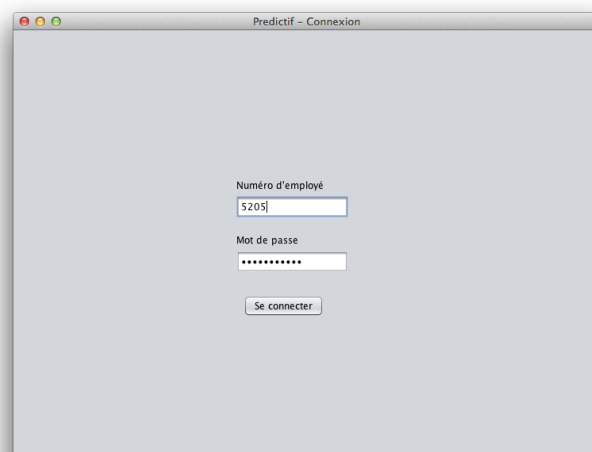 Predictif – Connexion
Numéro d'employé
5205
Mot de passe
•••••••••••
Se connecter